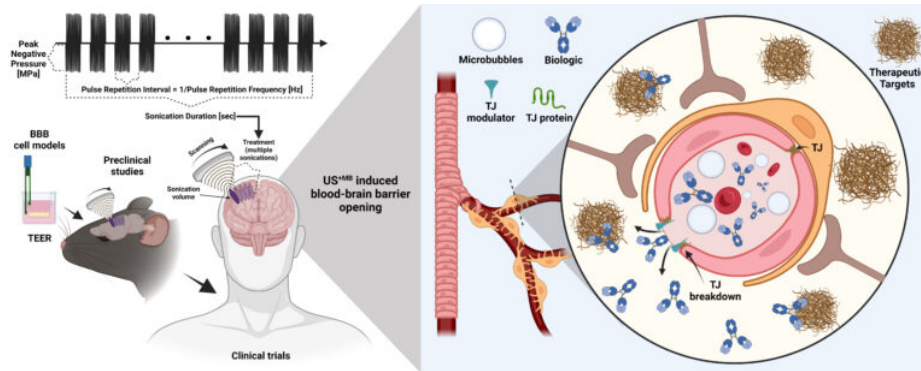 Peak
Negative
Pressure
[MPa]
Pulse Repetition Interval = 1/Pulse Repetition Frequency [Hz]
Sonication Duration [sec]
Treatment
(multiple
sonications)
Scanning
Sonication
volume
BBB
cell models
TEER
Preclinical
studies
Clinical trials
US+MB induced
blood-brain barrier
opening
Microbubbles
Biologic
TJ
modulator
TJ protein
Therapeutic
Targets
TJ
TJ
breakdown